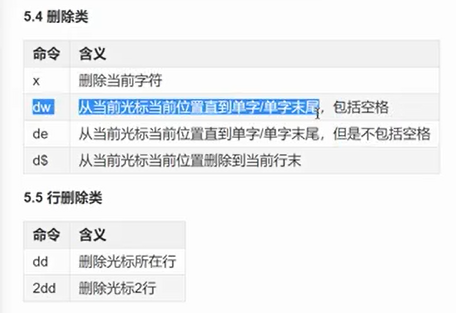 5.4 删除类
命令 含义
x 删除当前字符
dw 从当前光标当前位置直到单字/单字末尾，包括空格
de 从当前光标当前位置直到单字/单字末尾，但是不包括空格
d$ 从当前光标当前位置删除到当前行末
5.5 行删除类
命令 含义
dd 删除光标所在行
2dd 删除光标2行